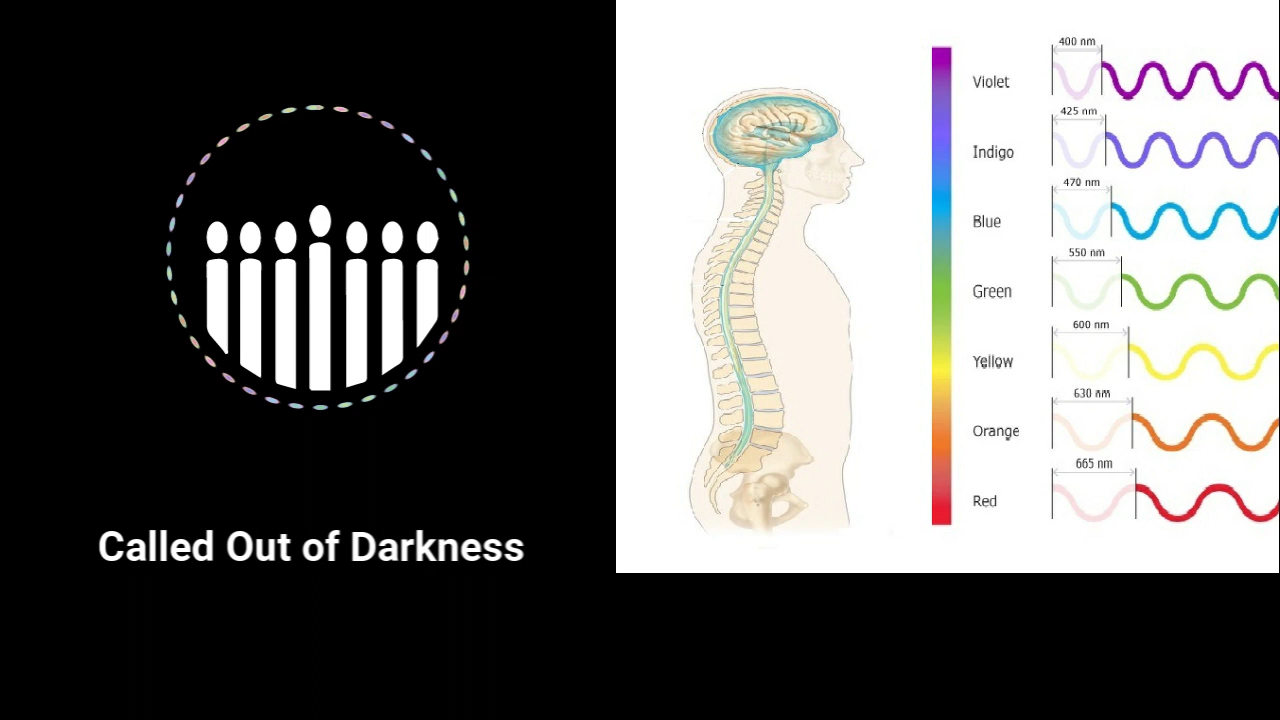 Called Out of Darkness
400 nm
Violet
425 nm
Indigo
470 nm
Blue
550 nm
Green
600 nm
Yellow
630 nm
Orange
665 nm
Red